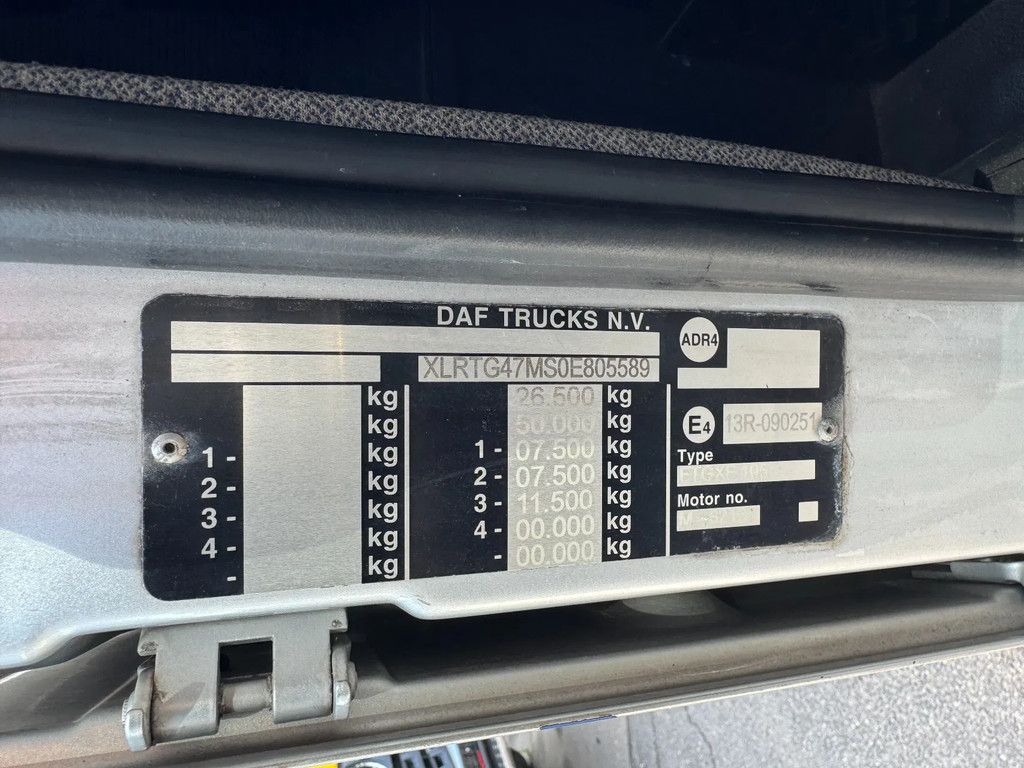 DAF TRUCKS N.V.
XLRTG47MS0E805589
kg
kg
1 - kg
2 - kg
3 - kg
4 - kg
- kg
26.500 kg
50.000 kg
1 - 07.500 kg
2 - 07.500 kg
3 - 11.500 kg
4 - 00.000 kg
- 00.000 kg
ADR4
E4 13R-090251
Type
Motor no.